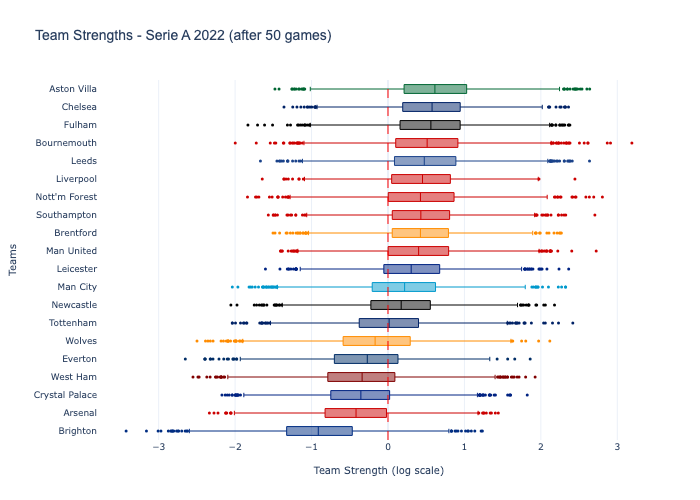 Team Strengths - Serie A 2022 (after 50 games)
Aston Villa
Chelsea
Fulham
Bournemouth
Leeds
Liverpool
Nott'm Forest
Southampton
Brentford
Man United
Leicester
Man City
Newcastle
Tottenham
Wolves
Everton
West Ham
Crystal Palace
Arsenal
Brighton
Teams
−3 −2 −1 0 1 2 3
Team Strength (log scale)